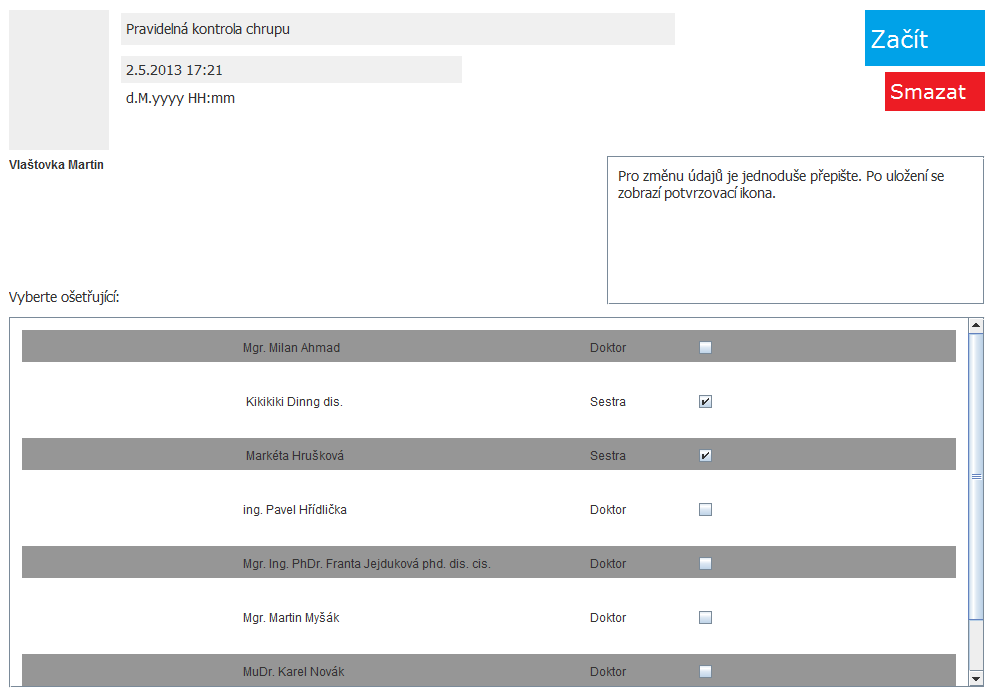 Pravidelná kontrola chrupu
Začít
2.5.2013 17:21
Smazat
d.M.yyyy HH:mm
Vlaštovka Martin
Pro změnu údajů je jednoduše přepište. Po uložení se
zobrazí potvrzovací ikona.
Vyberte ošetřující:
Mgr. Milan Ahmad Doktor
Kikikiki Dinng dis. Sestra
Markéta Hrušková Sestra
ing. Pavel Hřídlička Doktor
Mgr. Ing. PhDr. Franta Jejduková phd. dis. cis. Doktor
Mgr. Martin Myšák Doktor
MuDr. Karel Novák Doktor